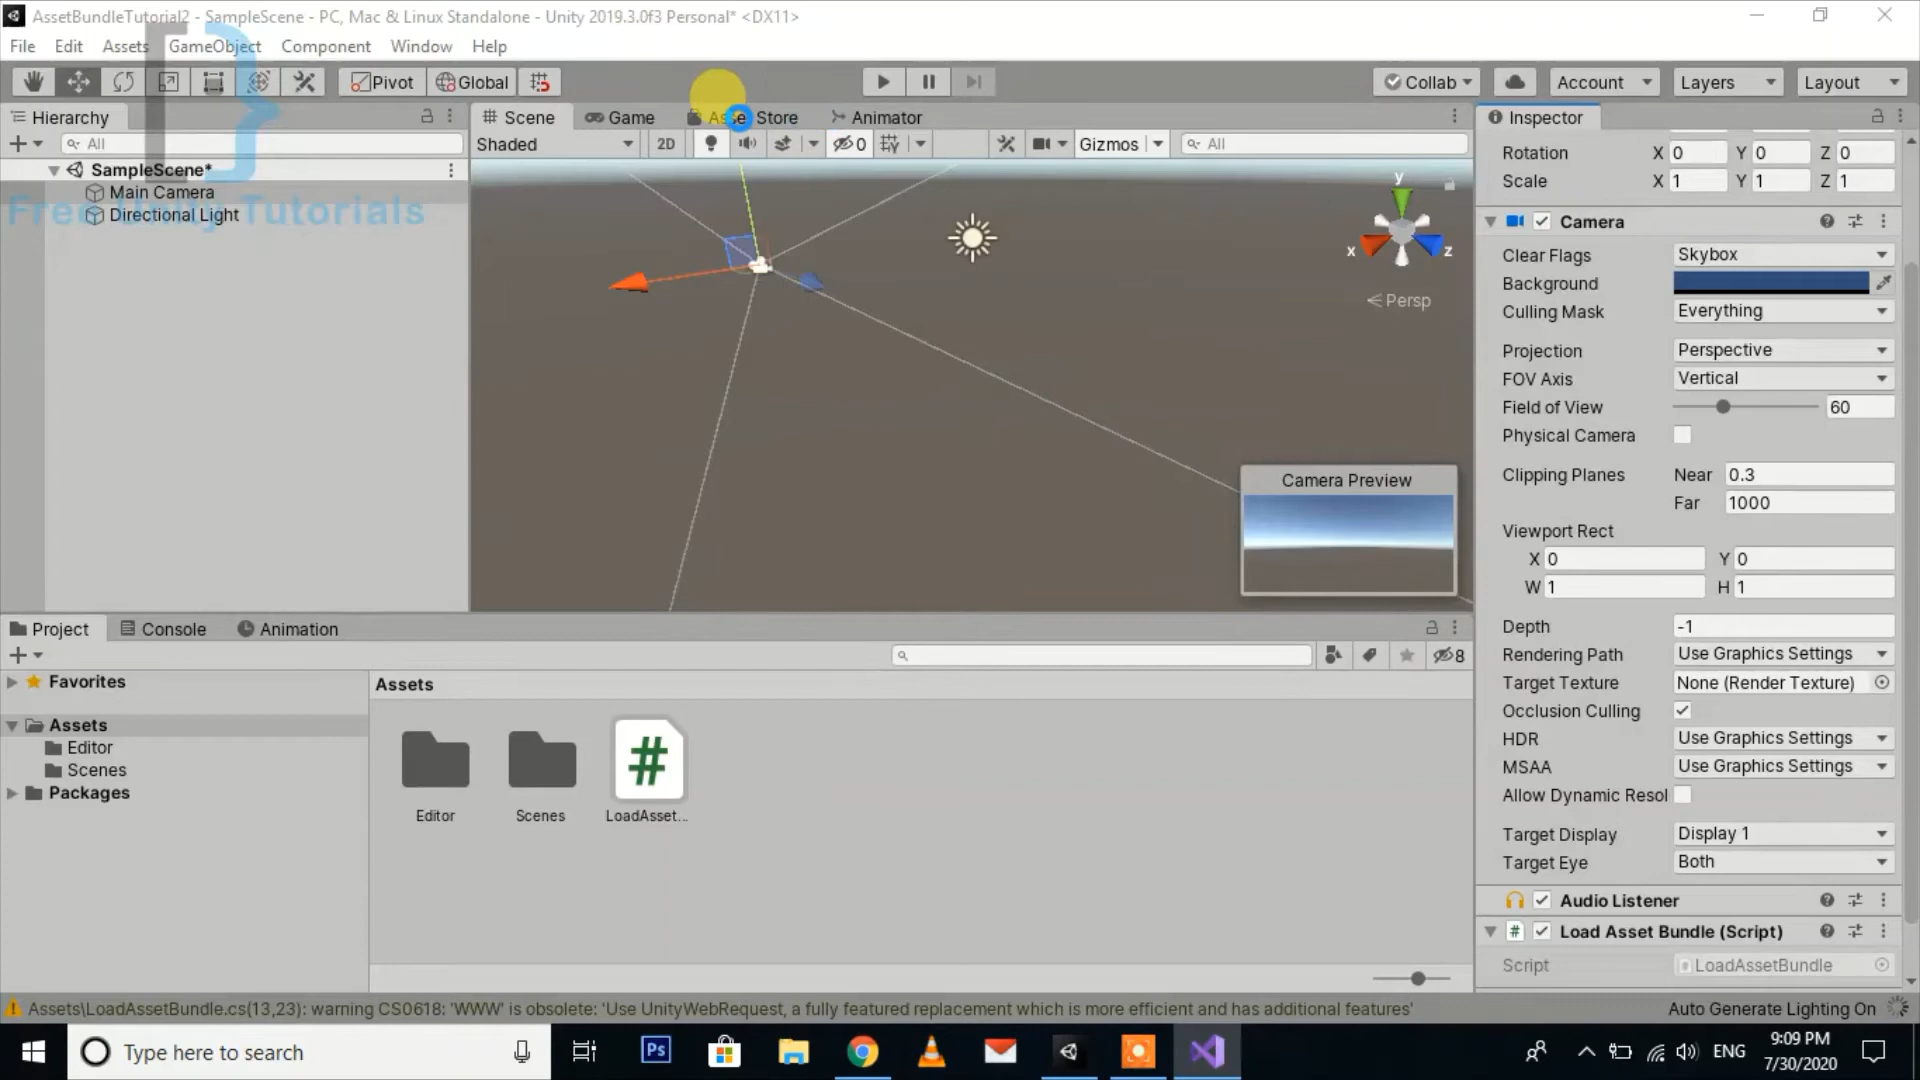 AssetBundleTutorial2 - SampleScene - PC, Mac & Linux Standalone - Unity 2019.3.0f3 Personal* <DX11>
File Edit Assets GameObject Component Window Help
Pivot Global Collab Account Layers Layout
Hierarchy
All
SampleScene*
Main Camera
Directional Light
Free Unity Tutorials
Scene Game Asset Store Animator
Shaded 2D 0 Gizmos All
y
x z
Persp
Camera Preview
Inspector
Rotation X 0 Y 0 Z 0
Scale X 1 Y 1 Z 1
Camera
Clear Flags Skybox
Background
Culling Mask Everything
Projection Perspective
FOV Axis Vertical
Field of View 60
Physical Camera
Clipping Planes Near 0.3
Far 1000
Viewport Rect
X 0 Y 0
W 1 H 1
Depth -1
Rendering Path Use Graphics Settings
Target Texture None (Render Texture)
Occlusion Culling
HDR Use Graphics Settings
MSAA Use Graphics Settings
Allow Dynamic Resol
Target Display Display 1
Target Eye Both
Audio Listener
# Load Asset Bundle (Script)
Script LoadAssetBundle
Project Console Animation
8
Favorites
Assets
Editor
Scenes
Packages
Assets
#
Editor Scenes LoadAsset...
Assets\LoadAssetBundle.cs(13,23): warning CS0618: 'WWW' is obsolete: 'Use UnityWebRequest, a fully featured replacement which is more efficient and has additional features'
Auto Generate Lighting On
Type here to search
Ps
ENG
9:09 PM
7/30/2020